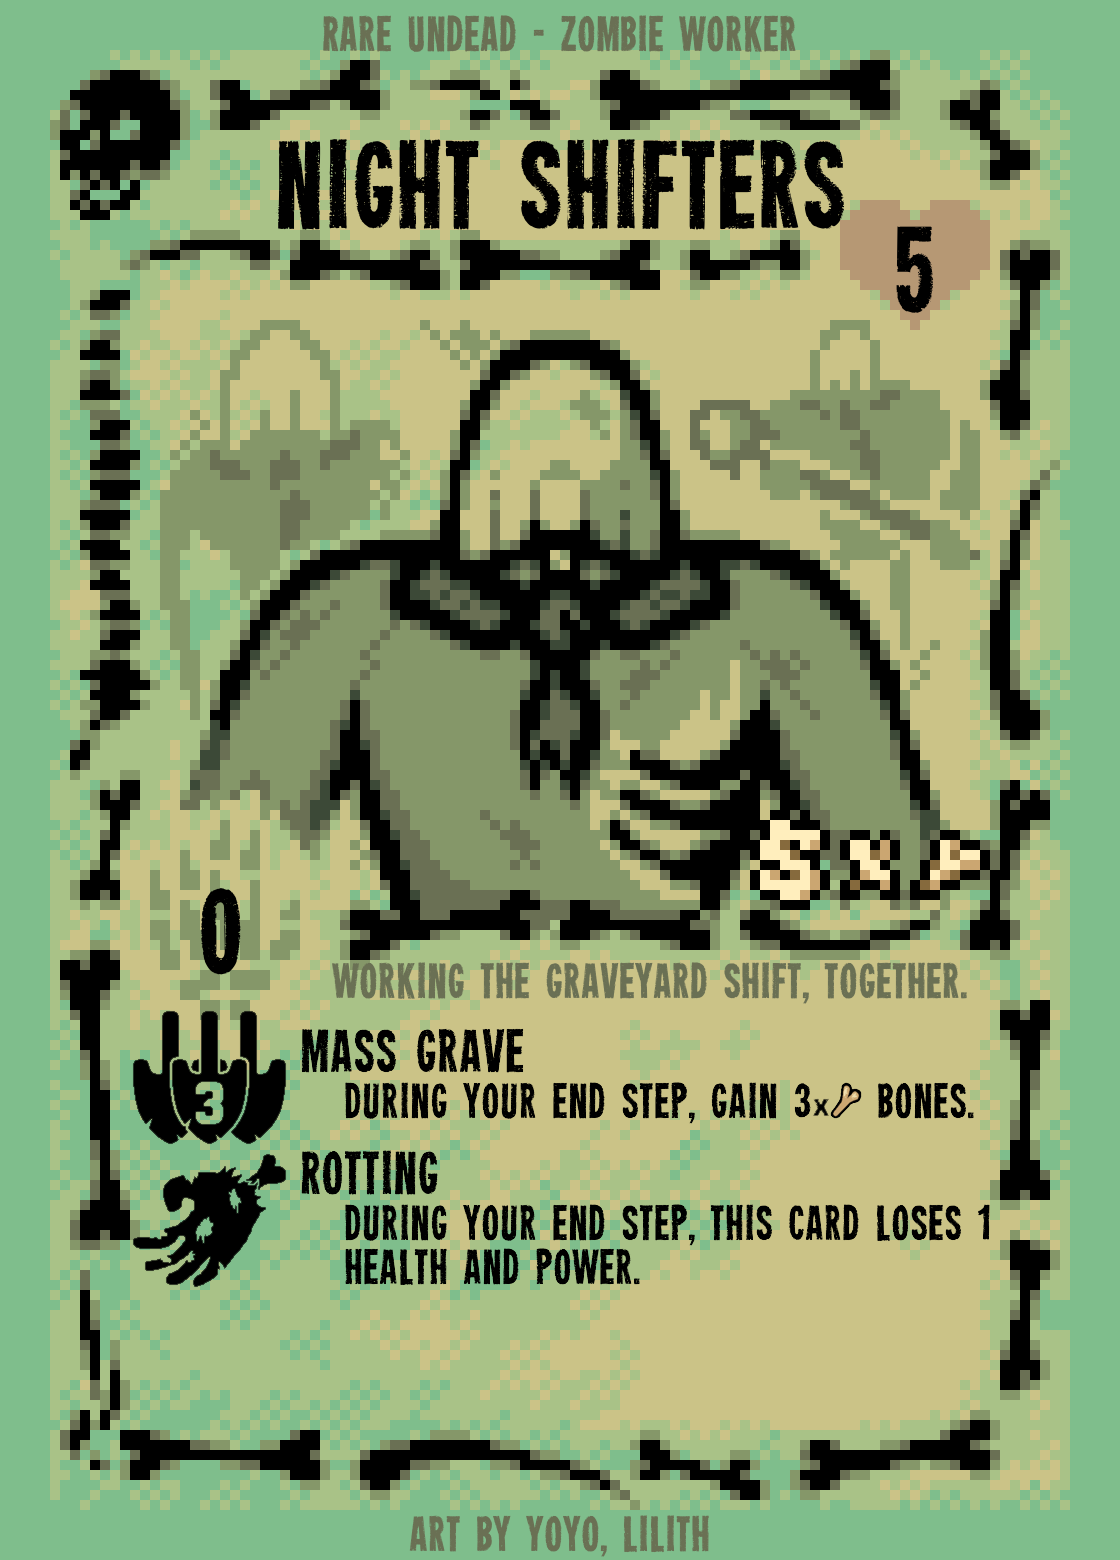 RARE UNDEAD - ZOMBIE WORKER
NIGHT SHIFTERS
5
5 x
0
WORKING THE GRAVEYARD SHIFT, TOGETHER.
MASS GRAVE
3
DURING YOUR END STEP, GAIN 3x BONES.
ROTTING
DURING YOUR END STEP, THIS CARD LOSES 1
HEALTH AND POWER.
ART BY YOYO, LILITH